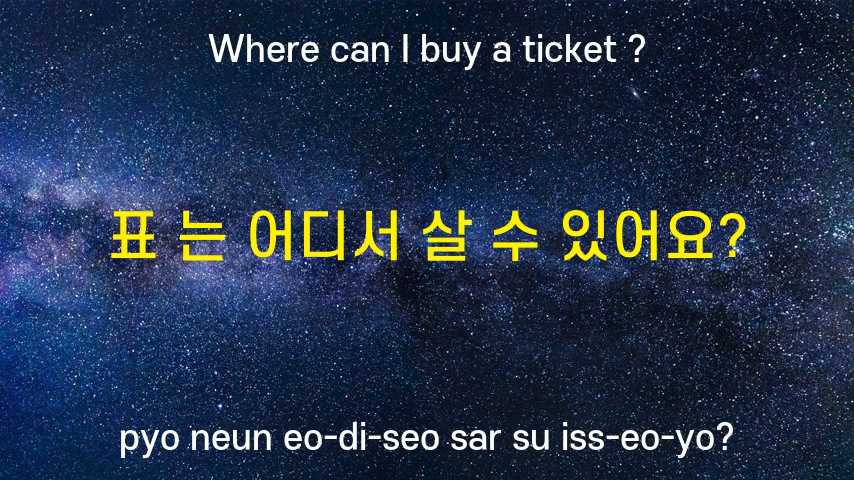 Where can I buy a ticket ?
표 는 어디서 살 수 있어요?
pyo neun eo-di-seo sar su iss-eo-yo?